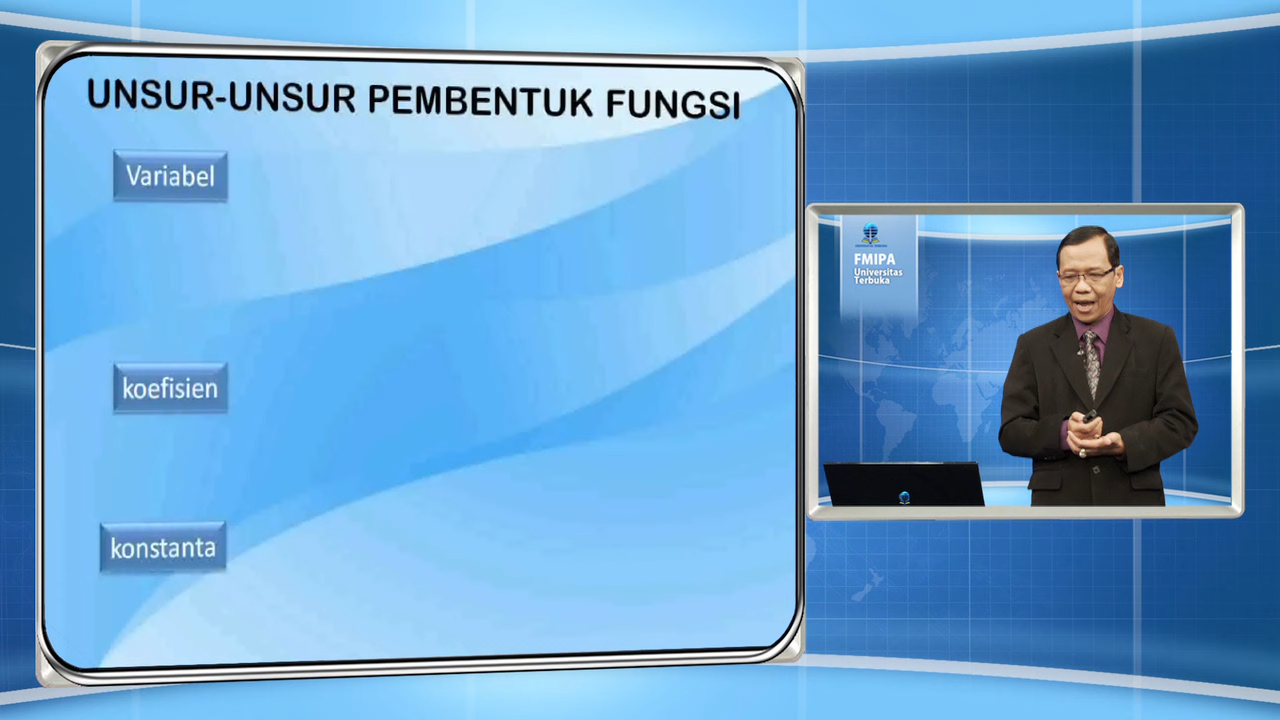 UNSUR-UNSUR PEMBENTUK FUNGSI
Variabel
koefisien
konstanta
FMIPA
Universitas
Terbuka